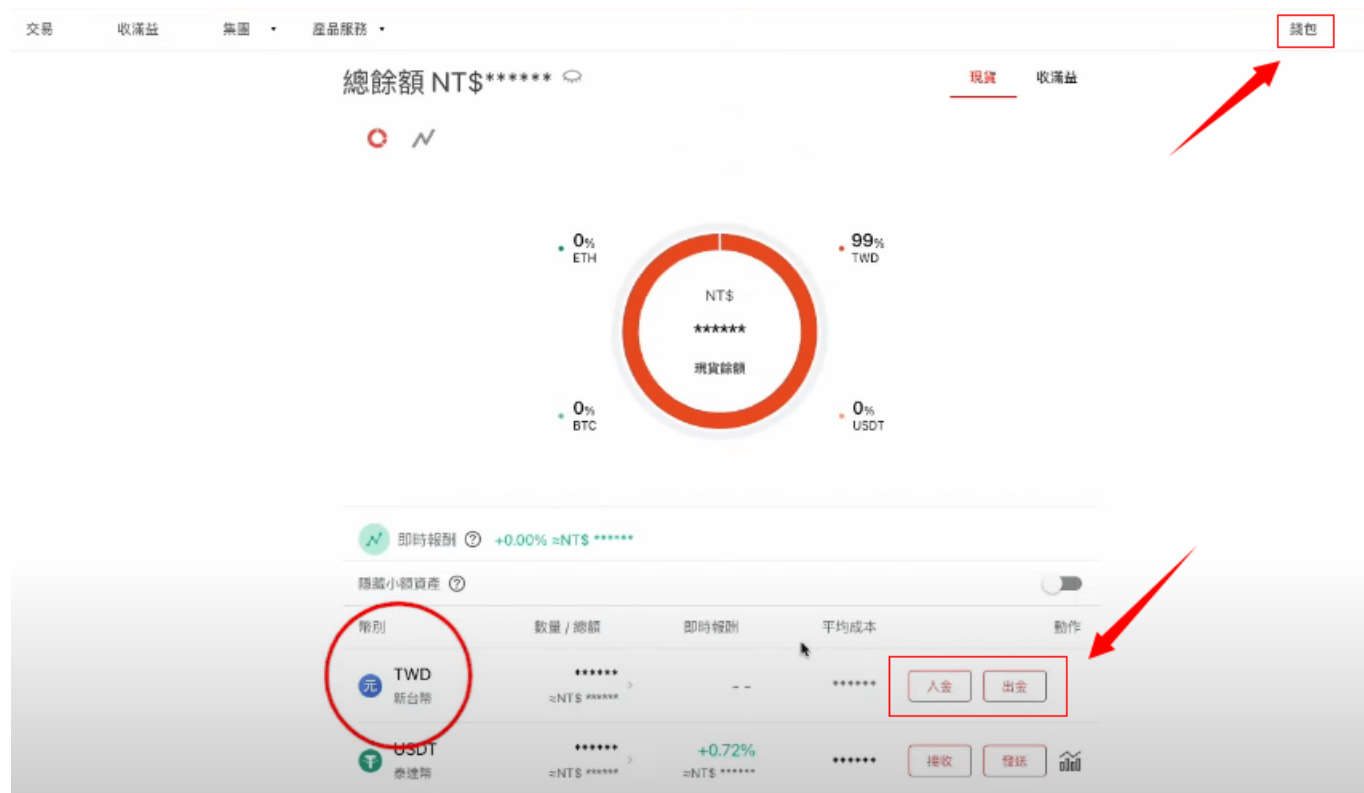 交易 收滿益 集團 ▾ 產品服務 ▾ 錢包
總餘額 NT$******
現貨 收滿益
0%
ETH
99%
TWD
NT$
******
現貨餘額
0%
BTC
0%
USDT
即時報酬 ? +0.00% ≈NT$ ******
隱藏小額資產 ?
幣別 數量 / 總額 即時報酬 平均成本 動作
元 TWD ****** > - - ****** 入金 出金
新台幣 ≈NT$ ******
USDT ****** > +0.72% ****** 接收 發送
泰達幣 ≈NT$ ****** ≈NT$ ******